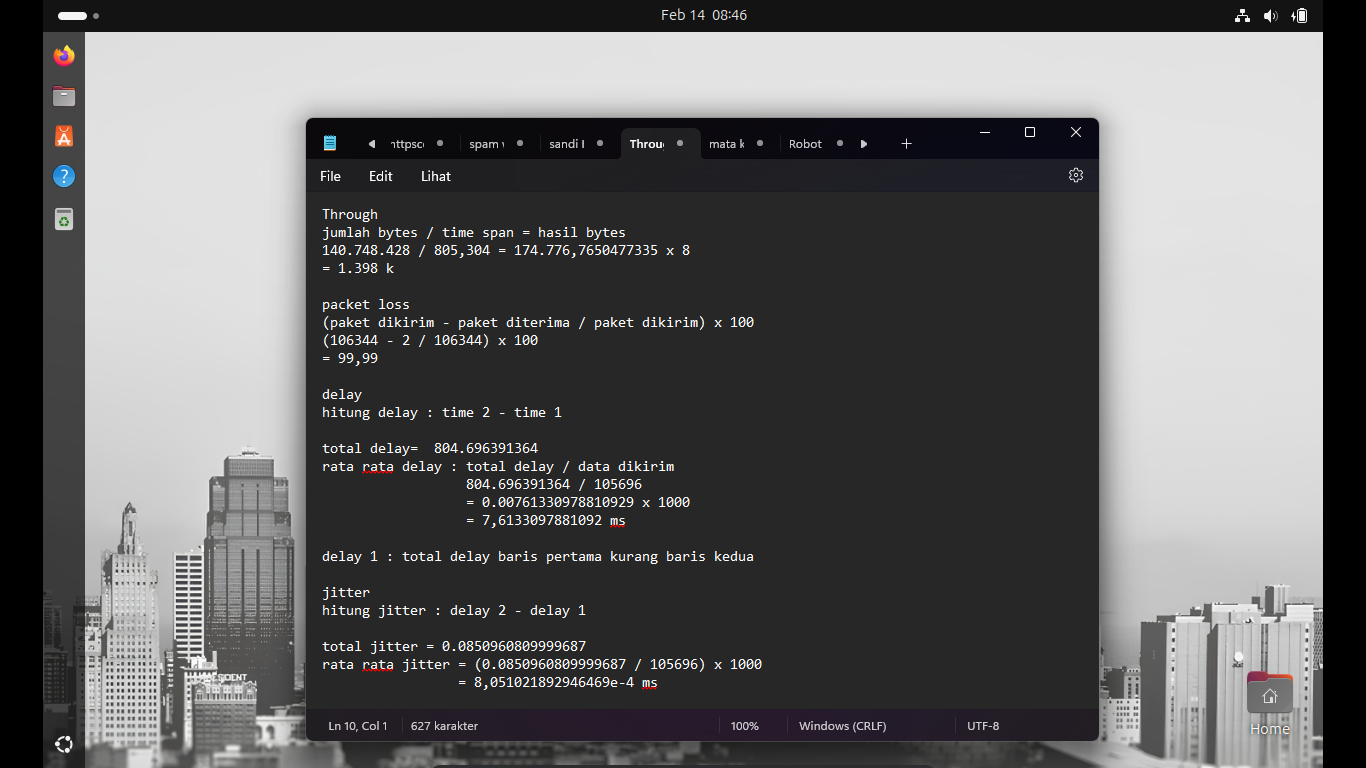 Feb 14 08:46
httpsc
spam
sandi
Throu
mata k
Robot
File Edit Lihat
Through
jumlah bytes / time span = hasil bytes
140.748.428 / 805,304 = 174.776,7650477335 x 8
= 1.398 k
packet loss
(paket dikirim - paket diterima / paket dikirim) x 100
(106344 - 2 / 106344) x 100
= 99,99
delay
hitung delay : time 2 - time 1
total delay= 804.696391364
rata rata delay : total delay / data dikirim
804.696391364 / 105696
= 0.00761330978810929 x 1000
= 7,6133097881092 ms
delay 1 : total delay baris pertama kurang baris kedua
jitter
hitung jitter : delay 2 - delay 1
total jitter = 0.0850960809999687
rata rata jitter = (0.0850960809999687 / 105696) x 1000
= 8,051021892946469e-4 ms
Ln 10, Col 1 627 karakter 100% Windows (CRLF) UTF-8
PRESIDENT
Home